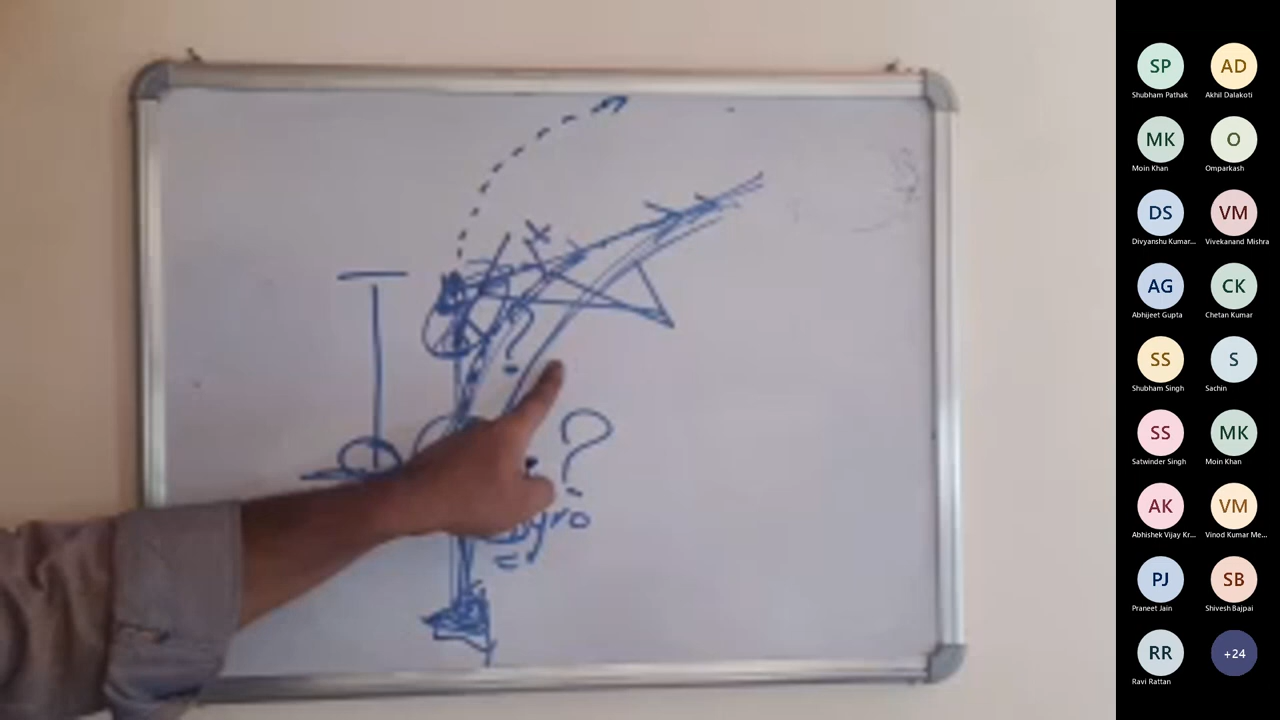 ?
?
Gyro
SP
AD
Shubham Pathak
Akhil Dalakoti
MK
O
Moin Khan
Omparkash
DS
VM
Divyanshu Kumar...
Vivekanand Mishra
AG
CK
Abhijeet Gupta
Chetan Kumar
SS
S
Shubham Singh
Sachin
SS
MK
Satwinder Singh
Moin Khan
AK
VM
Abhishek Vijay Kr...
Vinod Kumar Me...
PJ
SB
Praneet Jain
Shivesh Bajpai
RR
+24
Ravi Rattan